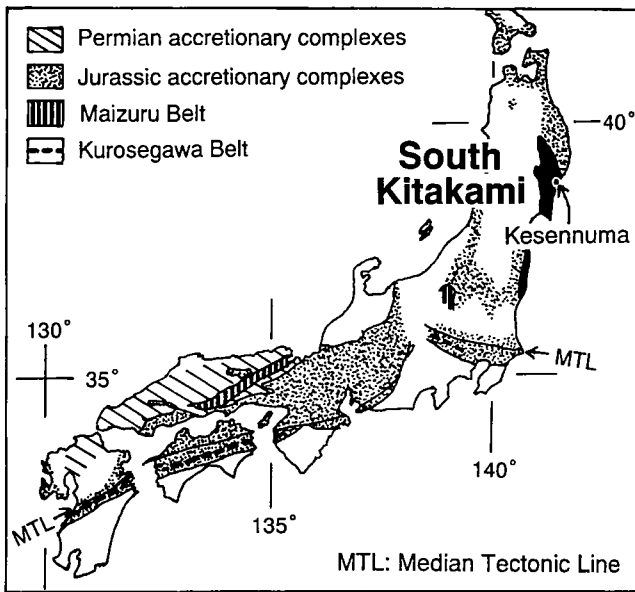 Permian accretionary complexes
Jurassic accretionary complexes
Maizuru Belt
Kurosegawa Belt
40°
South
Kitakami
Kesennuma
130°
35°
MTL
140°
135°
MTL
MTL: Median Tectonic Line